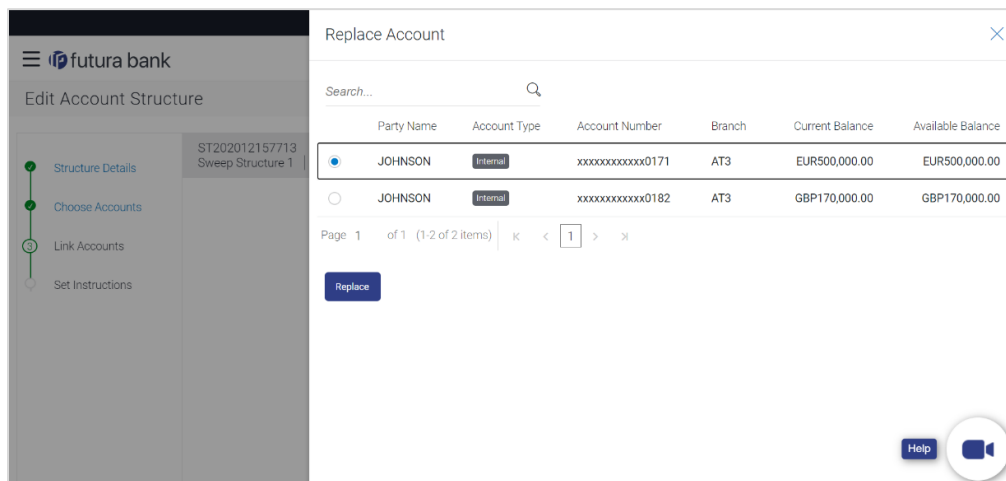 Replace Account
futura bank
Edit Account Structure
Search...
Party Name Account Type Account Number Branch Current Balance Available Balance
ST202012157713
Sweep Structure 1
Structure Details
Choose Accounts
3 Link Accounts
Set Instructions
JOHNSON Internal xxxxxxxxxxxx0171 AT3 EUR500,000.00 EUR500,000.00
JOHNSON Internal xxxxxxxxxxxx0182 AT3 GBP170,000.00 GBP170,000.00
Page 1 of 1 (1-2 of 2 items) 1
Replace
Help